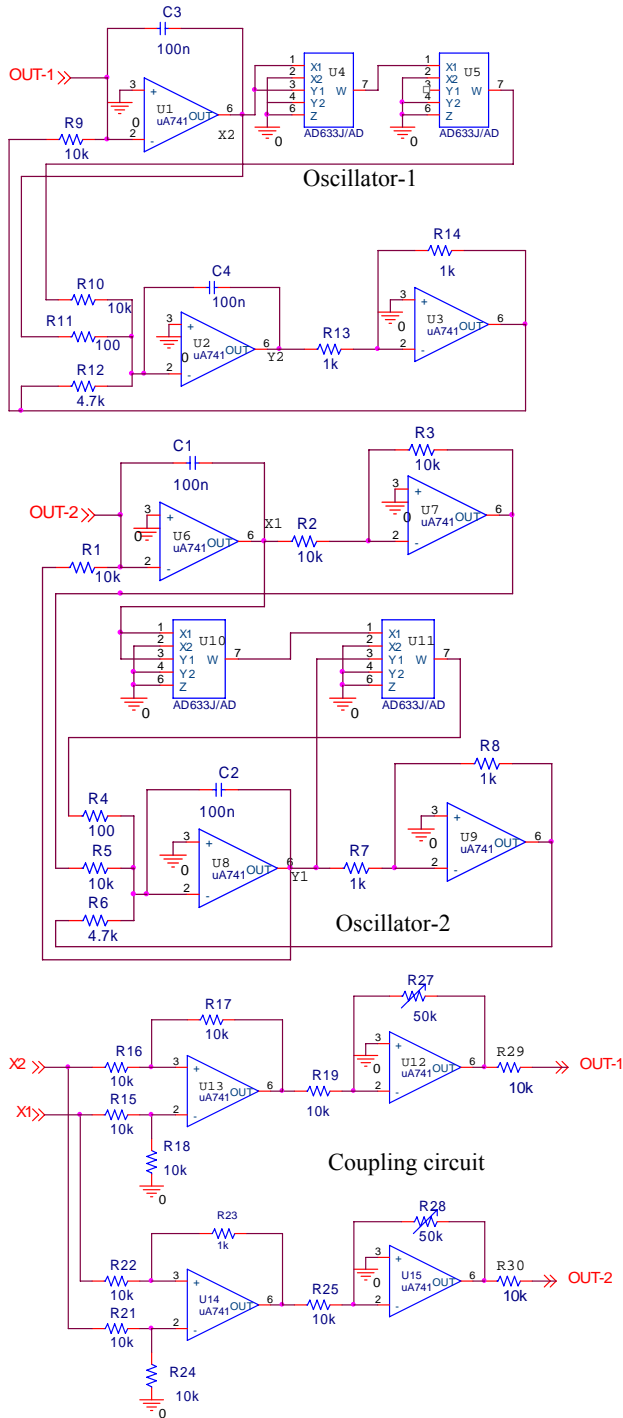 C3
100n
OUT-1
3
+
U1
uA741
OUT
6
0
2
-
R9
10k
X2
1
2
3
4
6
X1
X2
Y1
Y2
Z
U4
W
7
AD633J/AD
0
1
2
3
4
6
X1
X2
Y1
Y2
Z
U5
W
7
AD633J/AD
0
Oscillator-1
R14
1k
C4
100n
R10
10k
R11
100
R12
4.7k
3
+
U2
uA741
OUT
6
0
2
-
Y2
R13
1k
3
+
U3
uA741
OUT
6
0
2
-
C1
100n
R3
10k
OUT-2
3
+
U6
uA741
OUT
6
0
2
-
X1
R1
10k
R2
10k
3
+
U7
uA741
OUT
6
0
2
-
1
2
3
4
6
X1
X2
Y1
Y2
Z
U10
W
7
AD633J/AD
0
1
2
3
4
6
X1
X2
Y1
Y2
Z
U11
W
7
AD633J/AD
0
C2
100n
R8
1k
R4
100
R5
10k
R6
4.7k
3
+
U8
uA741
OUT
6
0
2
-
Y1
R7
1k
3
+
U9
uA741
OUT
6
0
2
-
Oscillator-2
R17
10k
R27
50k
X2
R16
10k
3
+
U13
uA741
OUT
6
2
-
R19
10k
3
+
U12
uA741
OUT
6
0
2
-
R29
10k
OUT-1
X1
R15
10k
R18
10k
0
Coupling circuit
R23
1k
R28
50k
R22
10k
3
+
U14
uA741
OUT
6
2
-
R25
10k
3
+
U15
uA741
OUT
6
0
2
-
R30
10k
OUT-2
R21
10k
R24
10k
0